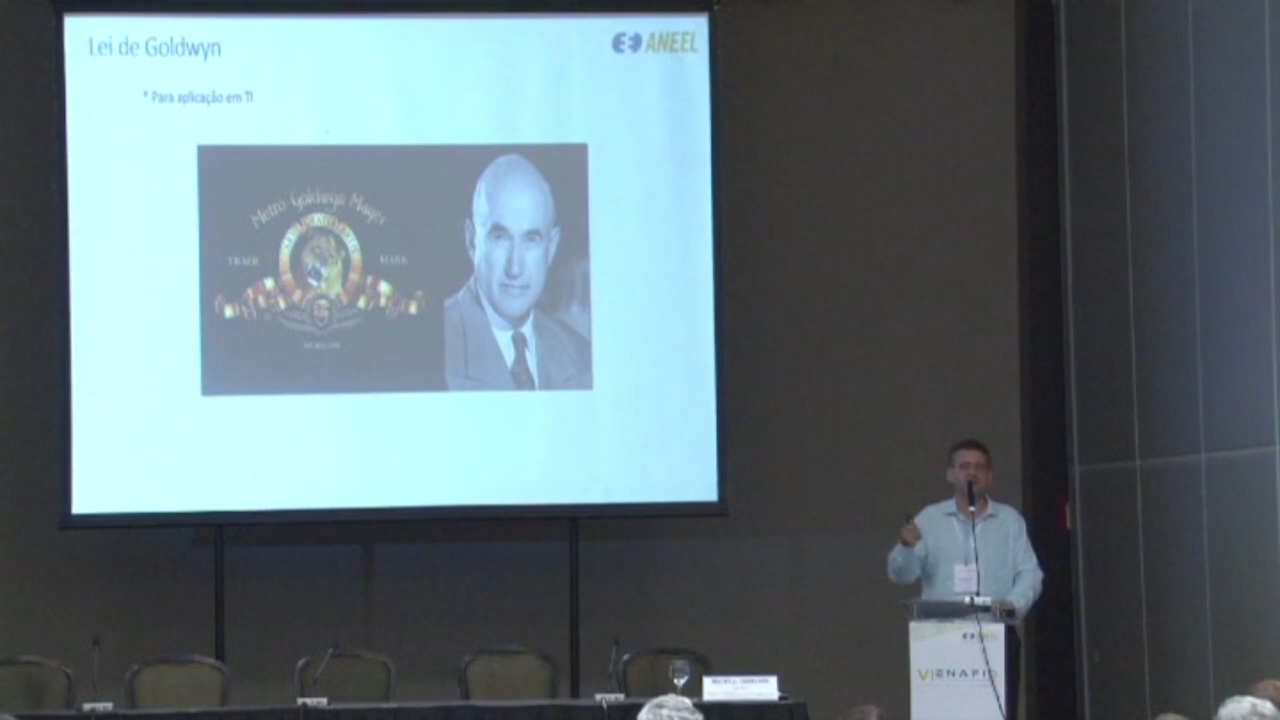 Lei de Goldwyn
ANEEL
* Para aplicação em TI
Metro Goldwyn Mayer
TRADE
MARK
VI ENAPID